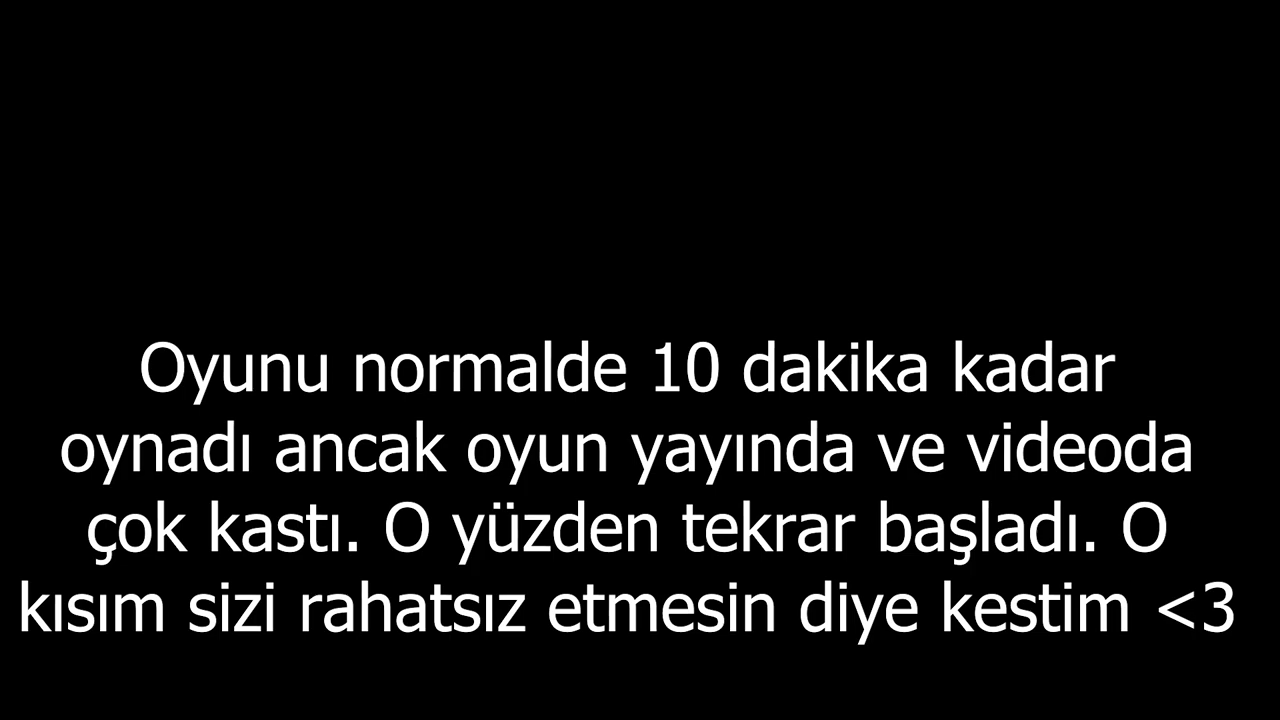 Oyunu normalde 10 dakika kadar
oynadı ancak oyun yayında ve videoda
çok kastı. O yüzden tekrar başladı. O
kısım sizi rahatsız etmesin diye kestim <3